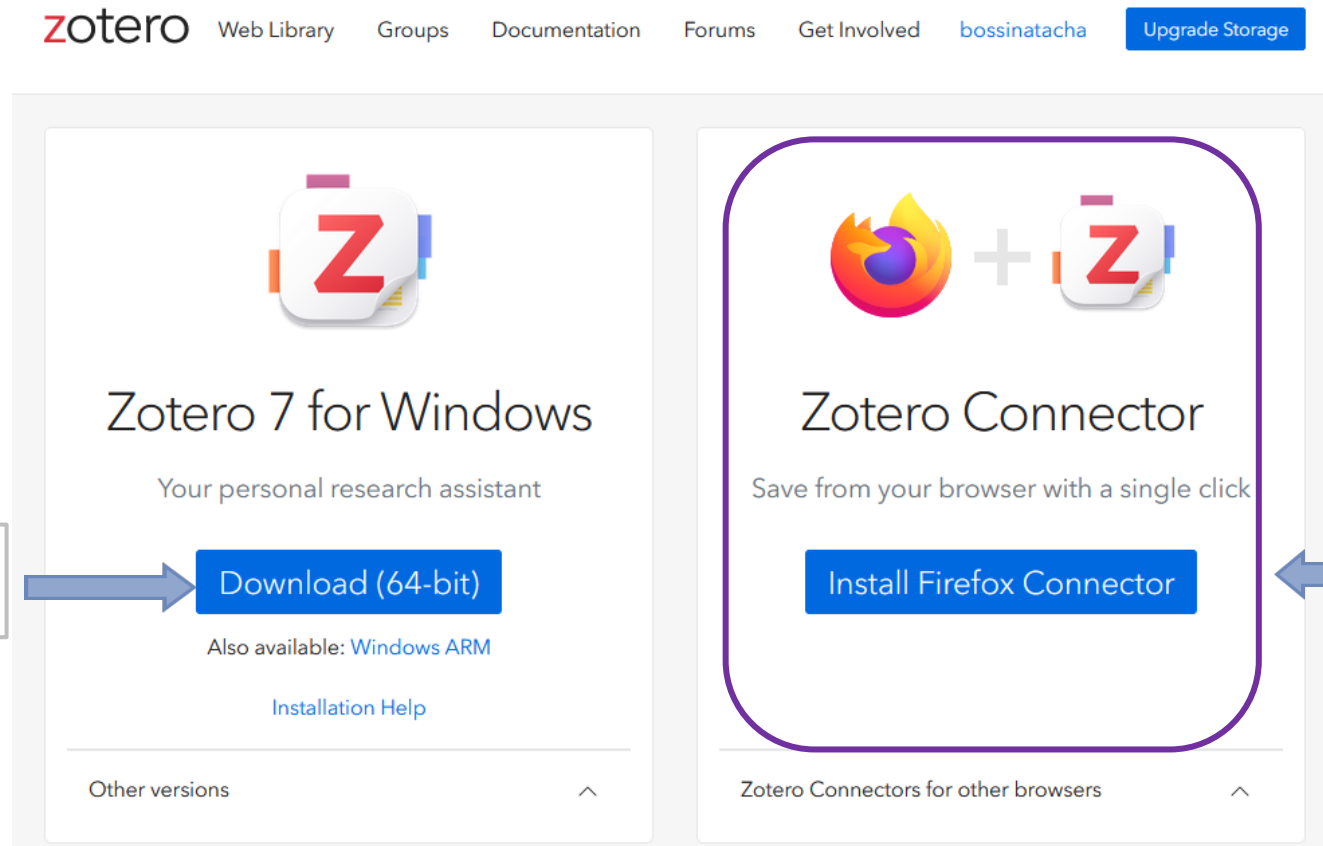 zotero Web Library Groups Documentation Forums Get Involved bossinatacha Upgrade Storage
Zotero 7 for Windows
Your personal research assistant
Download (64-bit)
Also available: Windows ARM
Installation Help
Other versions
Zotero Connector
Save from your browser with a single click
Install Firefox Connector
Zotero Connectors for other browsers